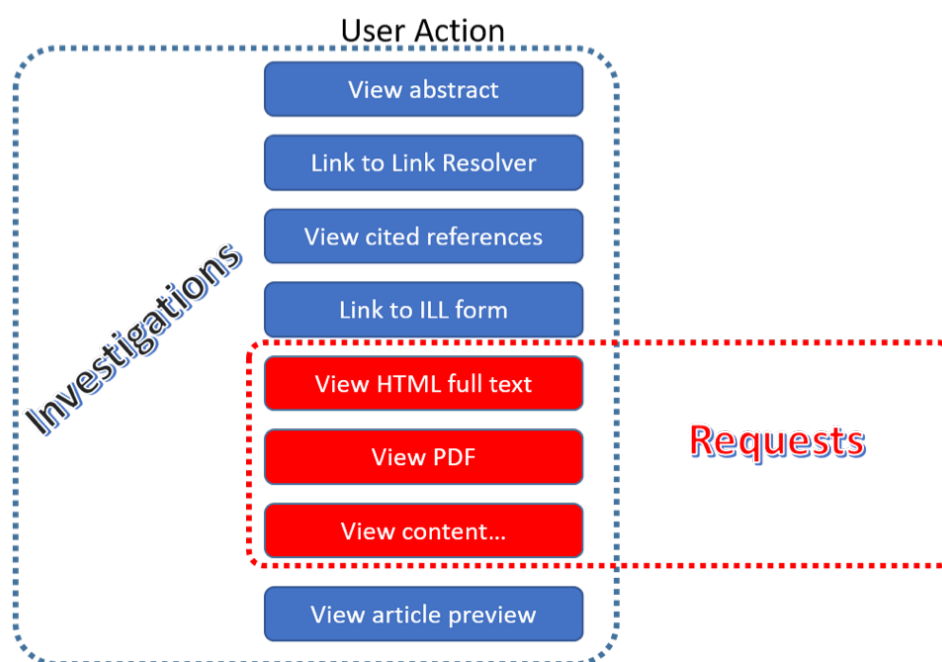 User Action
View abstract
Link to Link Resolver
View cited references
Investigations
Link to ILL form
View HTML full text
Requests
View PDF
View content...
View article preview